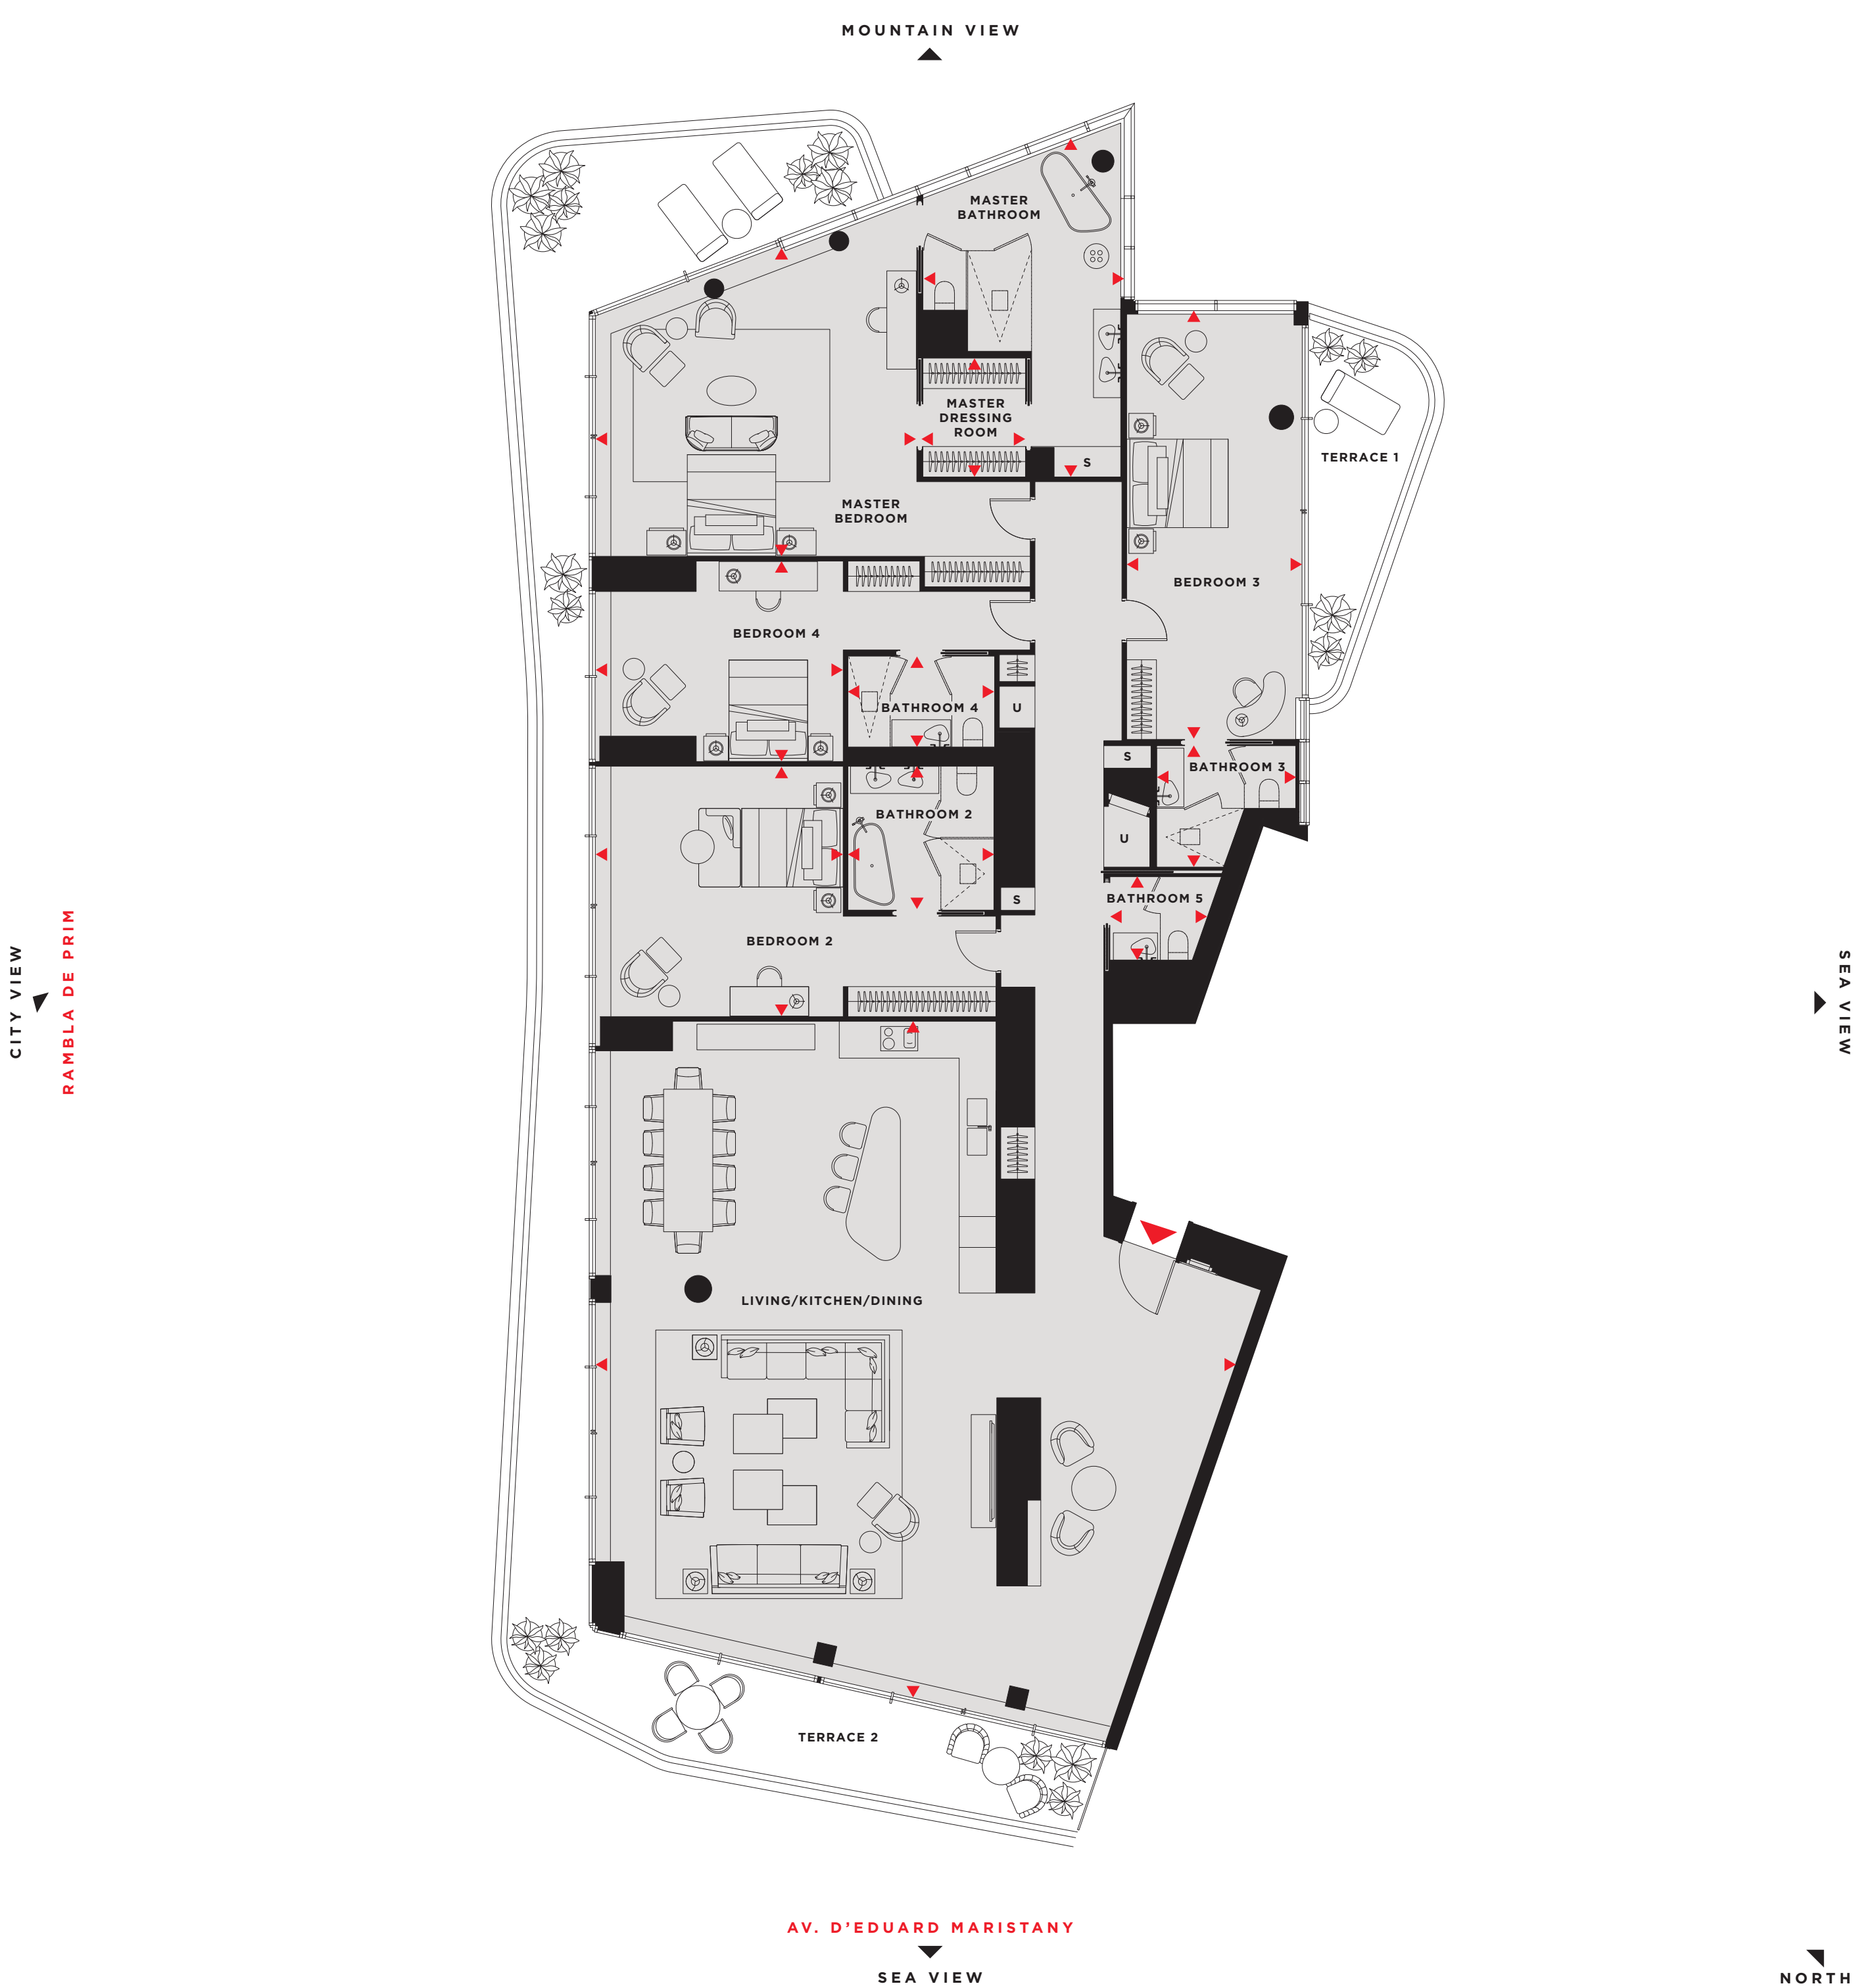 MOUNTAIN VIEW
MASTER
BATHROOM
MASTER
DRESSING
ROOM
S
TERRACE 1
MASTER
BEDROOM
BEDROOM 3
BEDROOM 4
BATHROOM 4
U
S
BATHROOM 3
BATHROOM 2
U
S
BATHROOM 5
BEDROOM 2
CITY VIEW
RAMBLA DE PRIM
SEA VIEW
LIVING/KITCHEN/DINING
TERRACE 2
AV. D’EDUARD MARISTANY
SEA VIEW
NORTH